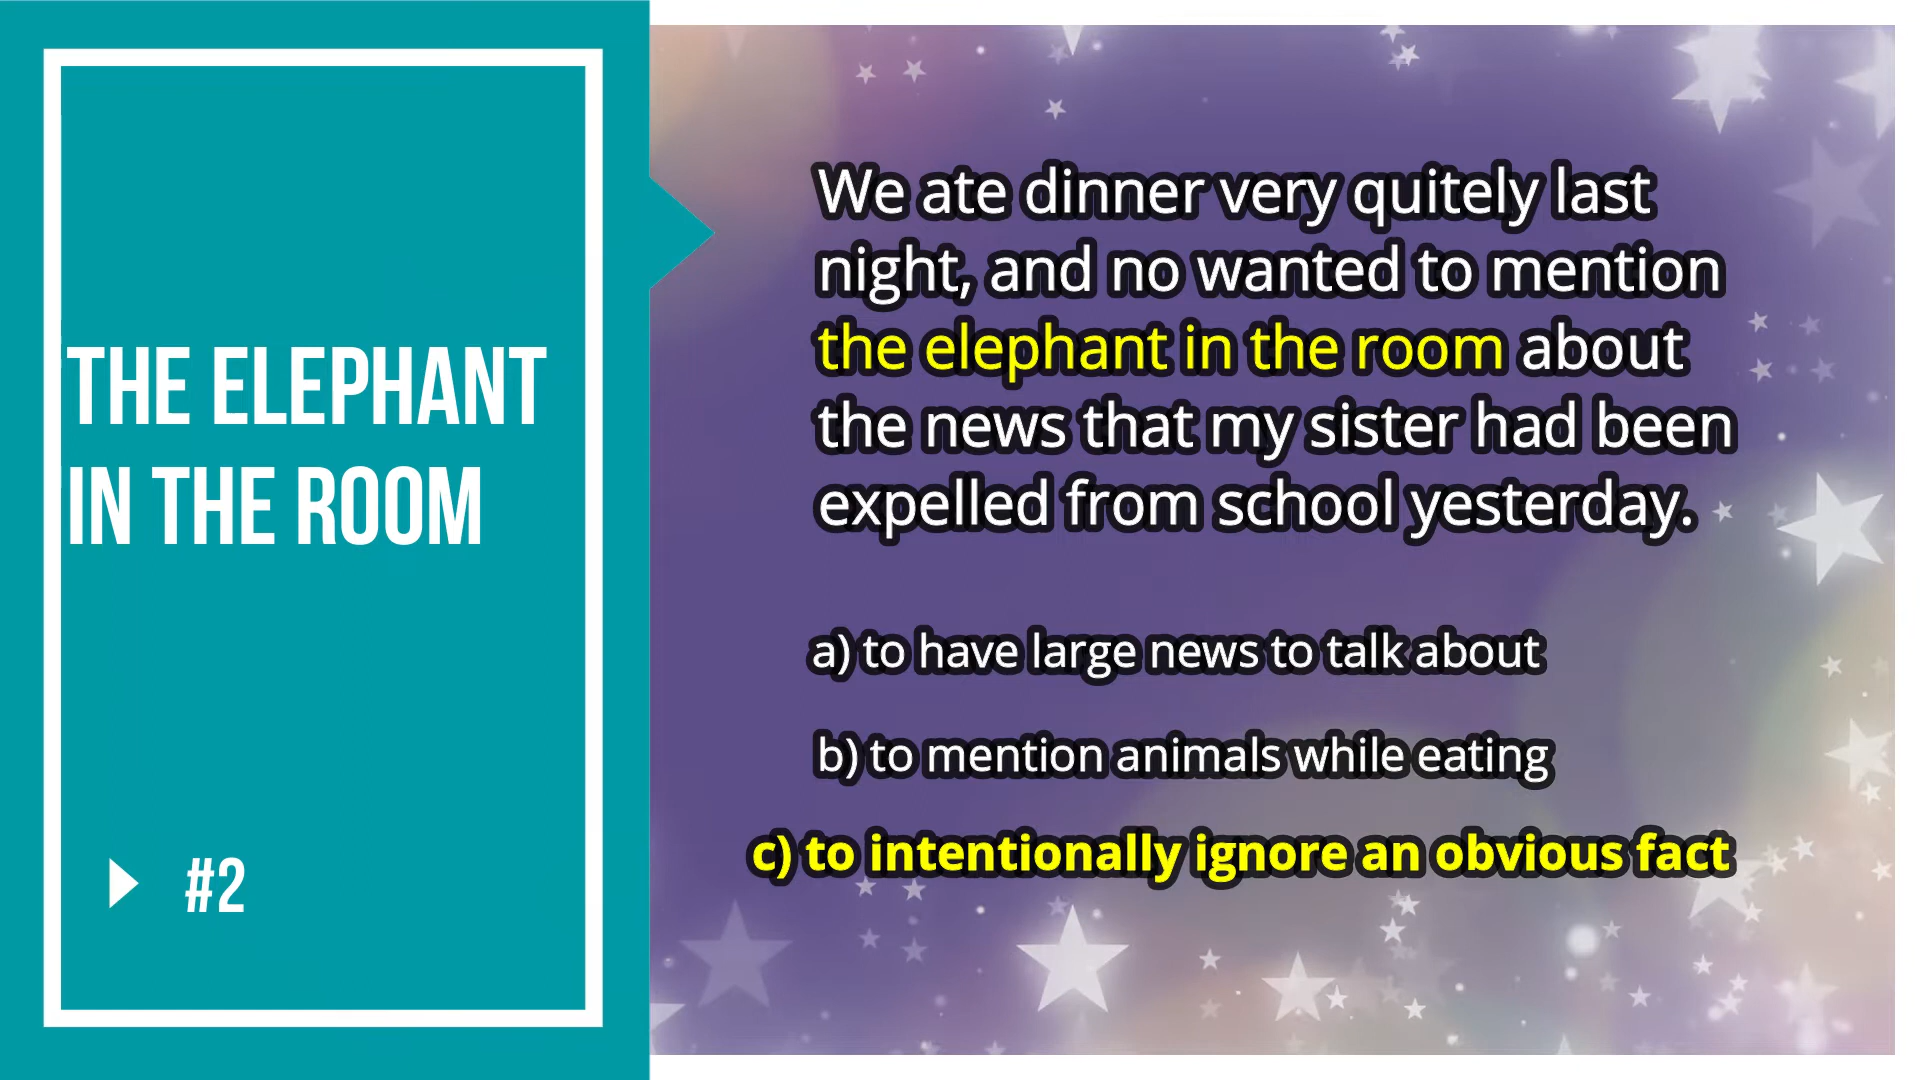 THE ELEPHANT
IN THE ROOM
#2
We ate dinner very quitely last
night, and no wanted to mention
the elephant in the room about
the news that my sister had been
expelled from school yesterday.
a) to have large news to talk about
b) to mention animals while eating
c) to intentionally ignore an obvious fact